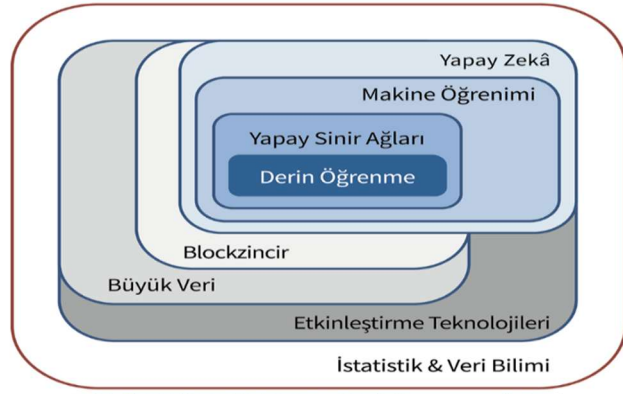 Yapay Zekâ
Makine Öğrenimi
Yapay Sinir Ağları
Derin Öğrenme
Blockzincir
Büyük Veri
Etkinleştirme Teknolojileri
İstatistik & Veri Bilimi